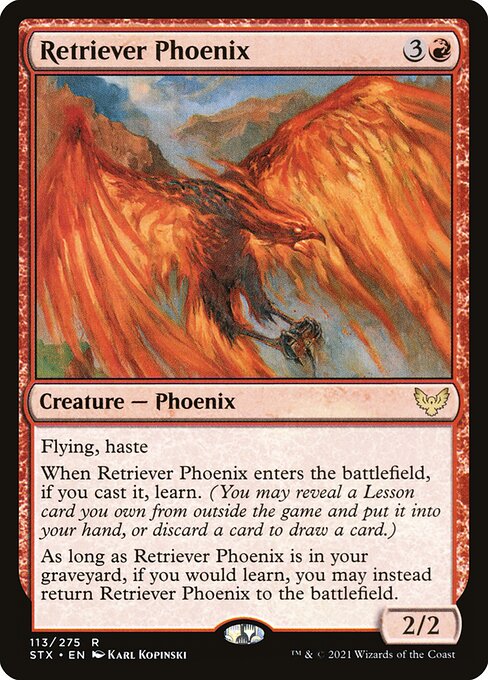 Retriever Phoenix 3
Creature — Phoenix
Flying, haste
When Retriever Phoenix enters the battlefield,
if you cast it, learn. (You may reveal a Lesson
card you own from outside the game and put it into
your hand, or discard a card to draw a card.)
As long as Retriever Phoenix is in your
graveyard, if you would learn, you may instead
return Retriever Phoenix to the battlefield.
2/2
113/275 R
STX • EN Karl Kopinski
™ & © 2021 Wizards of the Coast